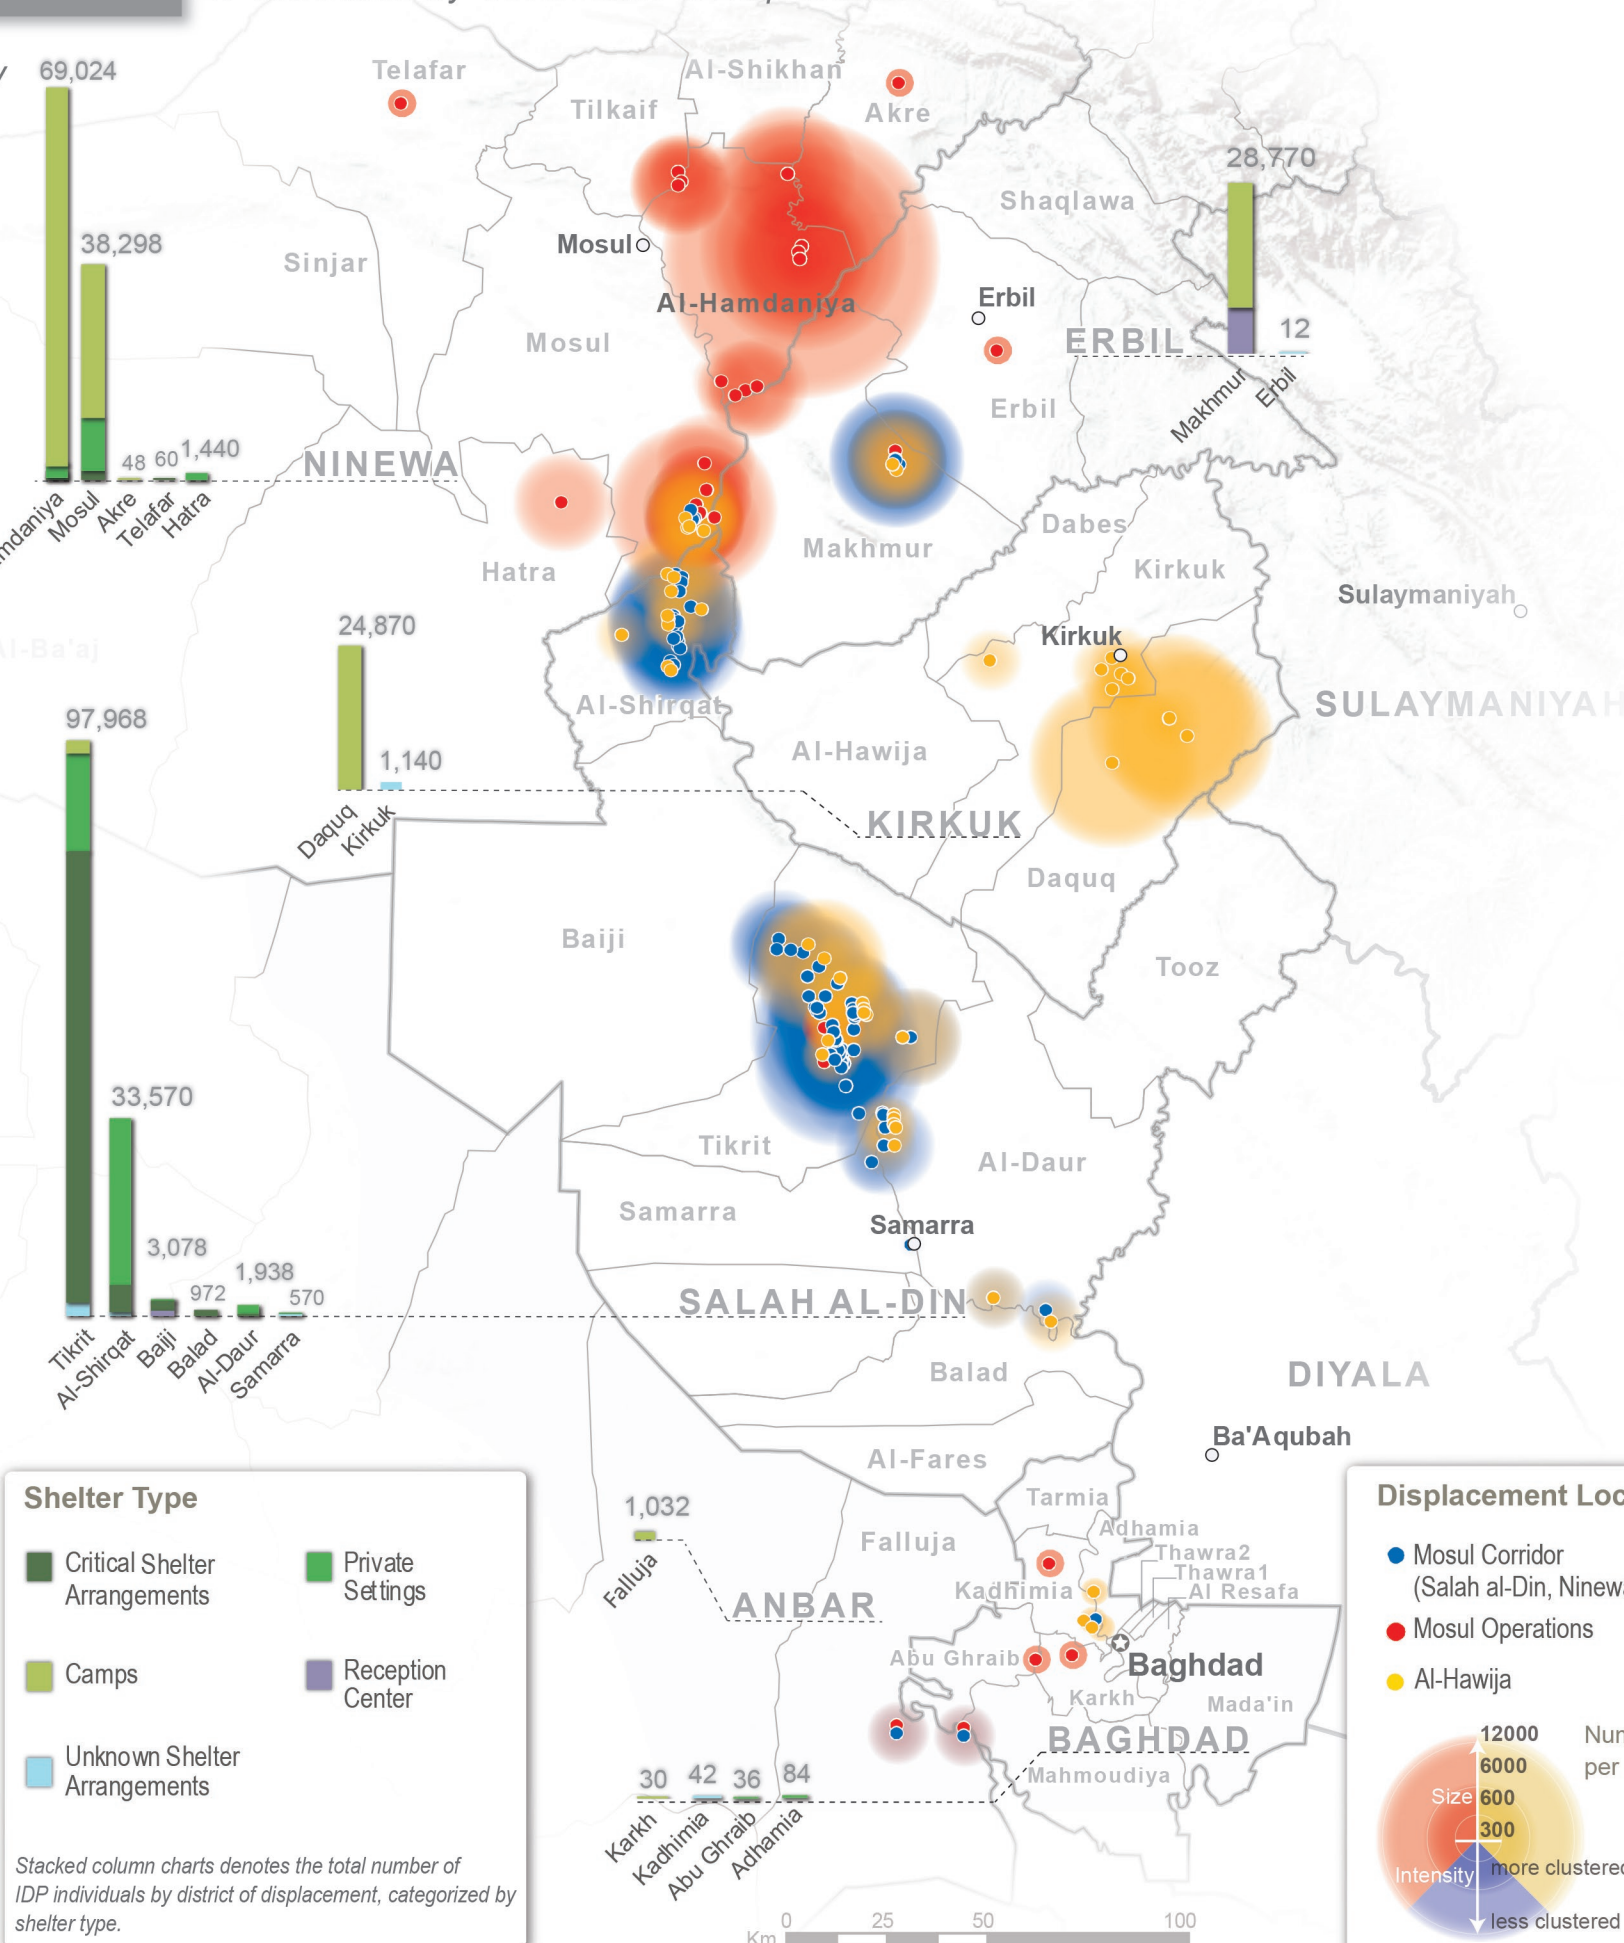 69,024
38,298
48
60
1,440
Mosul
Akre
Telafar
Hatra
NINEWA
Telafar
Al-Shikhan
Akre
Tilkaif
Sinjar
Mosul
Al-Hamdaniya
Mosul
Shaqlawa
28,770
12
Erbil
ERBIL
Makhmur
Erbil
Erbil
Hatra
Makhmur
Dabes
Kirkuk
Sulaymaniyah
Kirkuk
SULAYMANIYAH
Al-Ba'aj
24,870
1,140
Daquq
Kirkuk
Al-Shirqat
Al-Hawija
KIRKUK
Daquq
97,968
33,570
3,078
972
1,938
570
Tikrit
Al-Shirqat
Baiji
Balad
Al-Daur
Samarra
Baiji
Tooz
Tikrit
Al-Daur
Samarra
Samarra
SALAH AL-DIN
Balad
DIYALA
Ba'Aqubah
Al-Fares
Tarmia
Adhamia
Thawra2
Thawra1
Al Resafa
1,032
Falluja
Falluja
Kadhimia
ANBAR
Abu Ghraib
Baghdad
Karkh
Mada'in
BAGHDAD
Mahmoudiya
30
42
36
84
Karkh
Kadhimia
Abu Ghraib
Adhamia
Shelter Type
Critical Shelter
Arrangements
Private
Settings
Camps
Reception
Center
Unknown Shelter
Arrangements
Stacked column charts denotes the total number of
IDP individuals by district of displacement, categorized by
shelter type.
0 25 50 100
Km
Displacement
Mosul Corridor
(Salah al-Din,
Mosul Operations
Al-Hawija
12000
6000
600
300
per
Size
Intensity
more clustered
less clustered